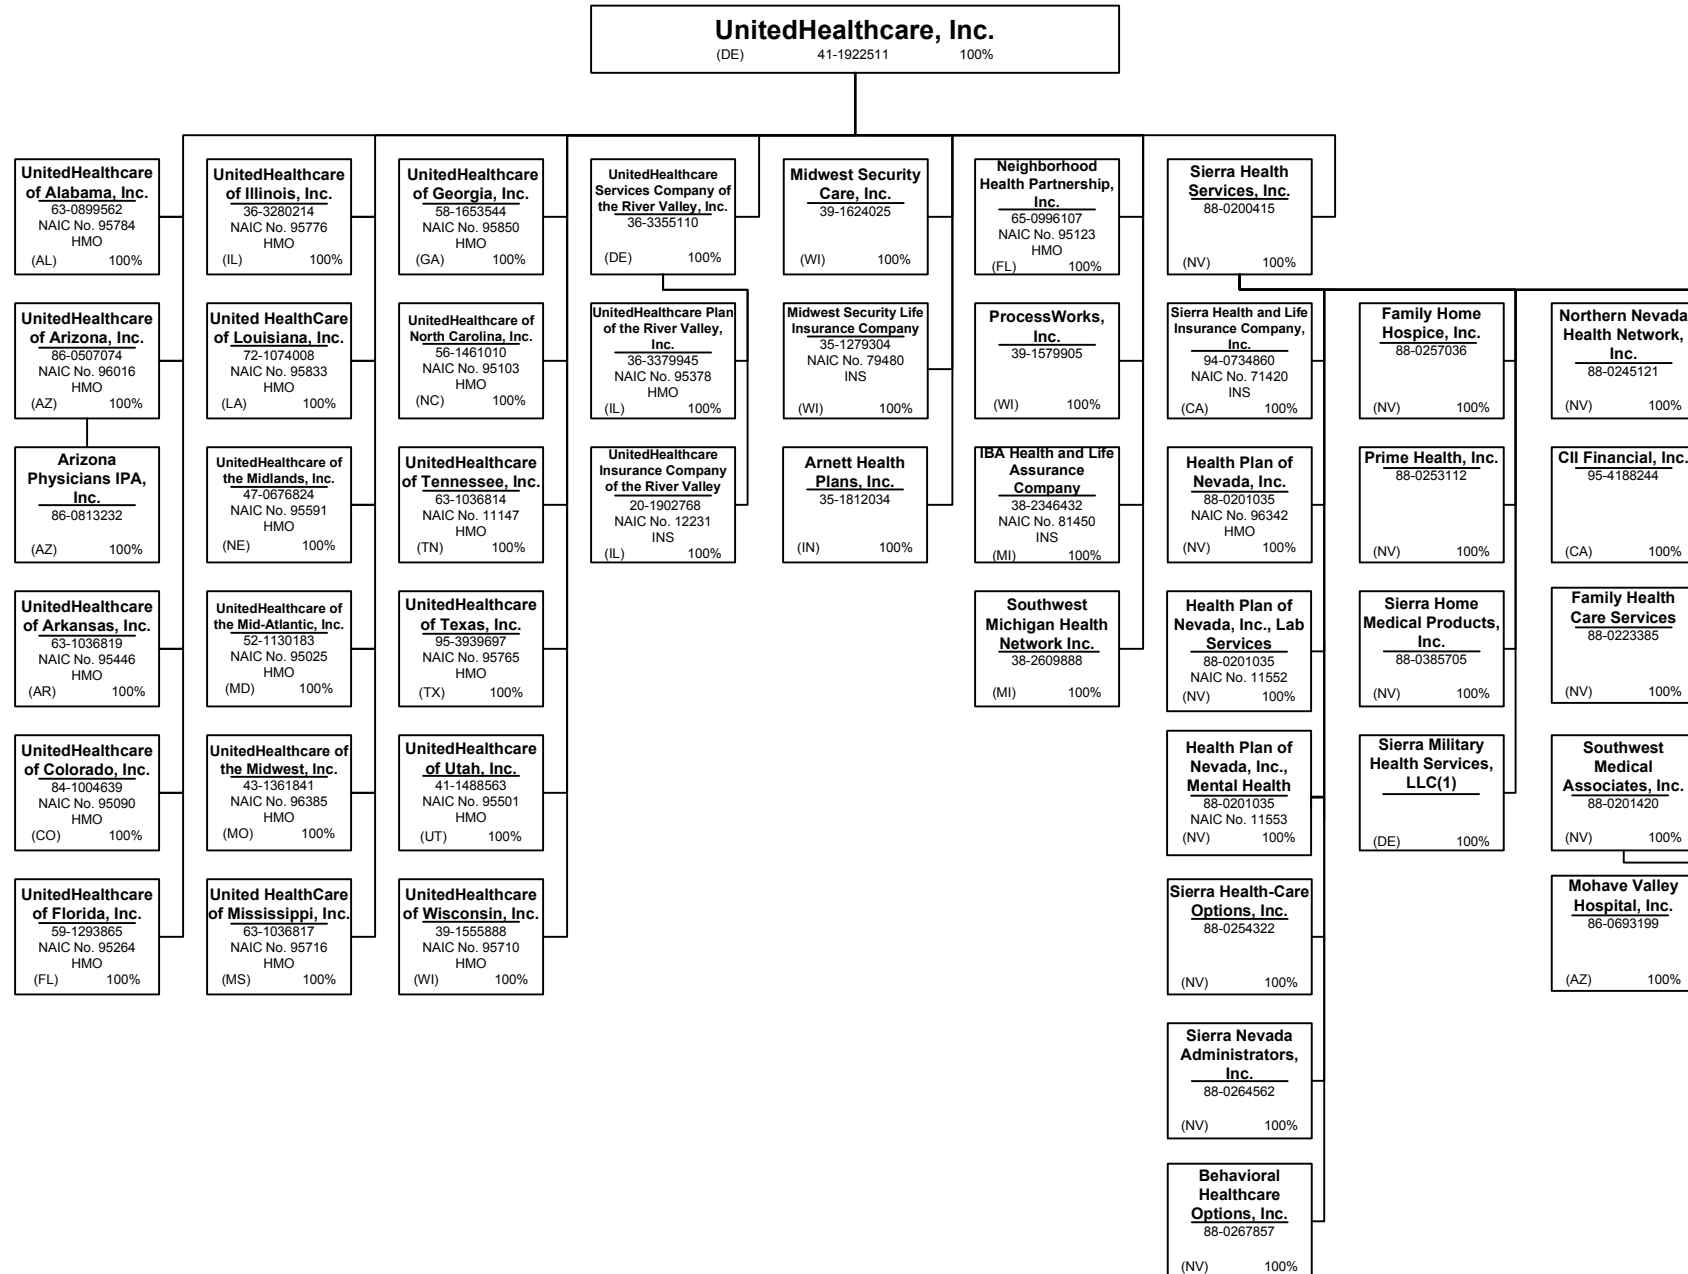 UnitedHealthcare, Inc.
(DE) 41-1922511 100%
UnitedHealthcare
of Alabama, Inc.
63-0899562
NAIC No. 95784
HMO
(AL) 100%
UnitedHealthcare
of Arizona, Inc.
86-0507074
NAIC No. 96016
HMO
(AZ) 100%
Arizona
Physicians IPA,
Inc.
86-0813232
(AZ) 100%
UnitedHealthcare
of Arkansas, Inc.
63-1036819
NAIC No. 95446
HMO
(AR) 100%
UnitedHealthcare
of Colorado, Inc.
84-1004639
NAIC No. 95090
HMO
(CO) 100%
UnitedHealthcare
of Florida, Inc.
59-1293865
NAIC No. 95264
HMO
(FL) 100%
UnitedHealthcare
of Illinois, Inc.
36-3280214
NAIC No. 95776
HMO
(IL) 100%
United HealthCare
of Louisiana, Inc.
72-1074008
NAIC No. 95833
HMO
(LA) 100%
UnitedHealthcare of
the Midlands, Inc.
47-0676824
NAIC No. 95591
HMO
(NE) 100%
UnitedHealthcare of
the Mid-Atlantic, Inc.
52-1130183
NAIC No. 95025
HMO
(MD) 100%
UnitedHealthcare of
the Midwest, Inc.
43-1361841
NAIC No. 96385
HMO
(MO) 100%
United HealthCare
of Mississippi, Inc.
63-1036817
NAIC No. 95716
HMO
(MS) 100%
UnitedHealthcare
of Georgia, Inc.
58-1653544
NAIC No. 95850
HMO
(GA) 100%
UnitedHealthcare of
North Carolina, Inc.
56-1461010
NAIC No. 95103
HMO
(NC) 100%
UnitedHealthcare
of Tennessee, Inc.
63-1036814
NAIC No. 11147
HMO
(TN) 100%
UnitedHealthcare
of Texas, Inc.
95-3939697
NAIC No. 95765
HMO
(TX) 100%
UnitedHealthcare
of Utah, Inc.
41-1488563
NAIC No. 95501
HMO
(UT) 100%
UnitedHealthcare
of Wisconsin, Inc.
39-1555888
NAIC No. 95710
HMO
(WI) 100%
UnitedHealthcare
Services Company of
the River Valley, Inc.
36-3355110
(DE) 100%
UnitedHealthcare Plan
of the River Valley,
Inc.
36-3379945
NAIC No. 95378
HMO
(IL) 100%
UnitedHealthcare
Insurance Company
of the River Valley
20-1902768
NAIC No. 12231
INS
(IL) 100%
Midwest Security
Care, Inc.
39-1624025
(WI) 100%
Midwest Security Life
Insurance Company
35-1279304
NAIC No. 79480
INS
(WI) 100%
Arnett Health
Plans, Inc.
35-1812034
(IN) 100%
Neighborhood
Health Partnership,
Inc.
65-0996107
NAIC No. 95123
HMO
(FL) 100%
ProcessWorks,
Inc.
39-1579905
(WI) 100%
IBA Health and Life
Assurance
Company
38-2346432
NAIC No. 81450
INS
(MI) 100%
Southwest
Michigan Health
Network Inc.
38-2609888
(MI) 100%
Sierra Health
Services, Inc.
88-0200415
(NV) 100%
Sierra Health and Life
Insurance Company,
Inc.
94-0734860
NAIC No. 71420
INS
(CA) 100%
Health Plan of
Nevada, Inc.
88-0201035
NAIC No. 96342
HMO
(NV) 100%
Health Plan of
Nevada, Inc., Lab
Services
88-0201035
NAIC No. 11552
(NV) 100%
Health Plan of
Nevada, Inc.,
Mental Health
88-0201035
NAIC No. 11553
(NV) 100%
Sierra Health-Care
Options, Inc.
88-0254322
(NV) 100%
Sierra Nevada
Administrators,
Inc.
88-0264562
(NV) 100%
Behavioral
Healthcare
Options, Inc.
88-0267857
(NV) 100%
Family Home
Hospice, Inc.
88-0257036
(NV) 100%
Prime Health, Inc.
88-0253112
(NV) 100%
Sierra Home
Medical Products,
Inc.
88-0385705
(NV) 100%
Sierra Military
Health Services,
LLC(1)
(DE) 100%
Northern Nevada
Health Network,
Inc.
88-0245121
(NV) 100%
CII Financial, Inc.
95-4188244
(CA) 100%
Family Health
Care Services
88-0223385
(NV) 100%
Southwest
Medical
Associates, Inc.
88-0201420
(NV) 100%
Mohave Valley
Hospital, Inc.
86-0693199
(AZ) 100%